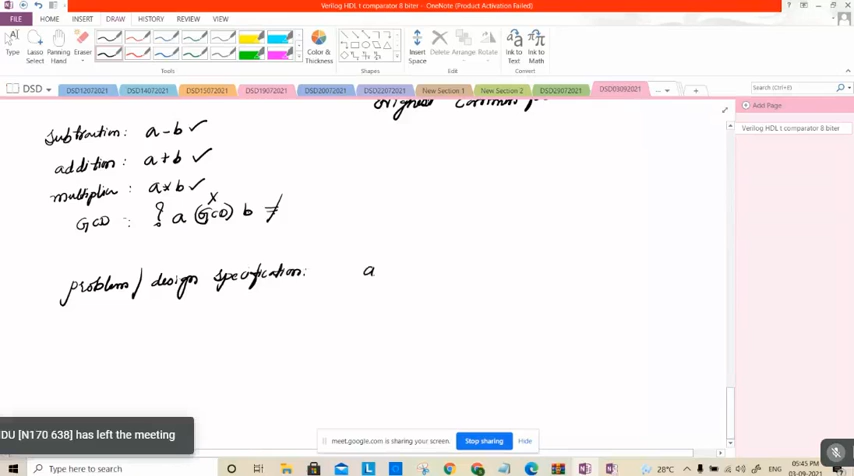 Verilog HDL t comparator 8 biter - OneNote (Product Activation Failed)
FILE HOME INSERT DRAW HISTORY REVIEW VIEW
Type Lasso Select Panning Hand Eraser Color & Thickness Insert Space Delete Arrange Rotate Ink to Text Ink to Math
Tools Shapes Edit Convert
DSD DSD12072021 DSD14072021 DSD15072021 DSD19072021 DSD20072021 DSD22072021 New Section 1 New Section 2 DSD29072021 DSD03092021 ... + Search (Ctrl+E)
Add Page
Verilog HDL t comparator 8 biter
Highest Common
subtraction: a - b ✓
addition: a + b ✓
multiplier: a * b ✓
x
GCD : ? a (GCD) b ≠
problem/ design specification: a
DU [N170 638] has left the meeting
meet.google.com is sharing your screen. Stop sharing Hide
Type here to search
L
28°C
05:45 PM
03-09-2021